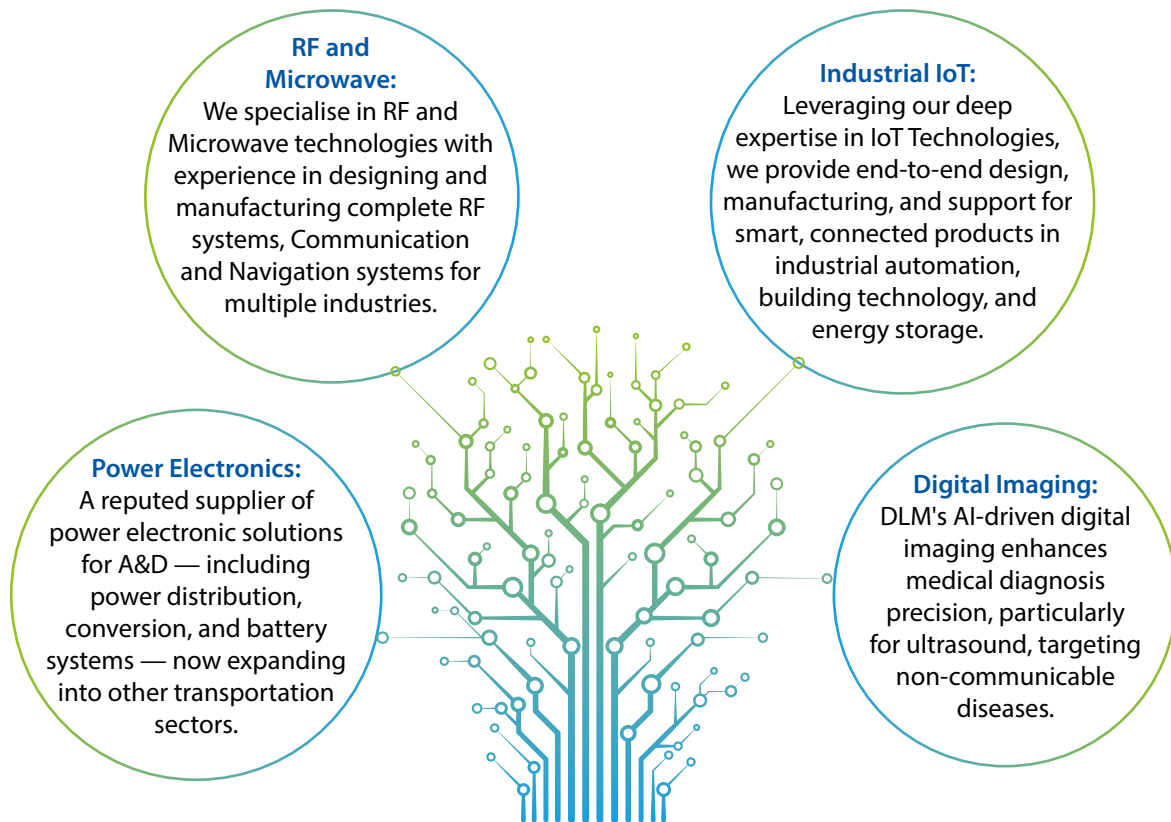 RF and
Microwave:
We specialise in RF and
Microwave technologies with
experience in designing and
manufacturing complete RF
systems, Communication
and Navigation systems for
multiple industries.
Industrial IoT:
Leveraging our deep
expertise in IoT Technologies,
we provide end-to-end design,
manufacturing, and support for
smart, connected products in
industrial automation,
building technology, and
energy storage.
Power Electronics:
A reputed supplier of
power electronic solutions
for A&D — including
power distribution,
conversion, and battery
systems — now expanding
into other transportation
sectors.
Digital Imaging:
DLM's AI-driven digital
imaging enhances
medical diagnosis
precision, particularly
for ultrasound, targeting
non-communicable
diseases.